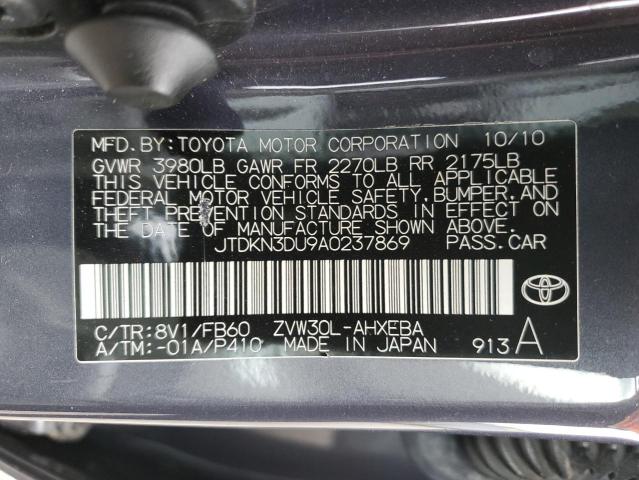 MFD. BY: TOYOTA MOTOR CORPORATION 10/10
GVWR 3980LB GAWR FR 2270LB RR 2175LB
THIS VEHICLE CONFORMS TO ALL APPLICABLE
FEDERAL MOTOR VEHICLE SAFETY, BUMPER, AND
THEFT PREVENTION STANDARDS IN EFFECT ON
THE DATE OF MANUFACTURE SHOWN ABOVE.
JTDKN3DU9A0237869 PASS. CAR
C/TR: 8V1/FB60 ZVW30L-AHXEBA
A/TM: -01A/P410 MADE IN JAPAN 913 A